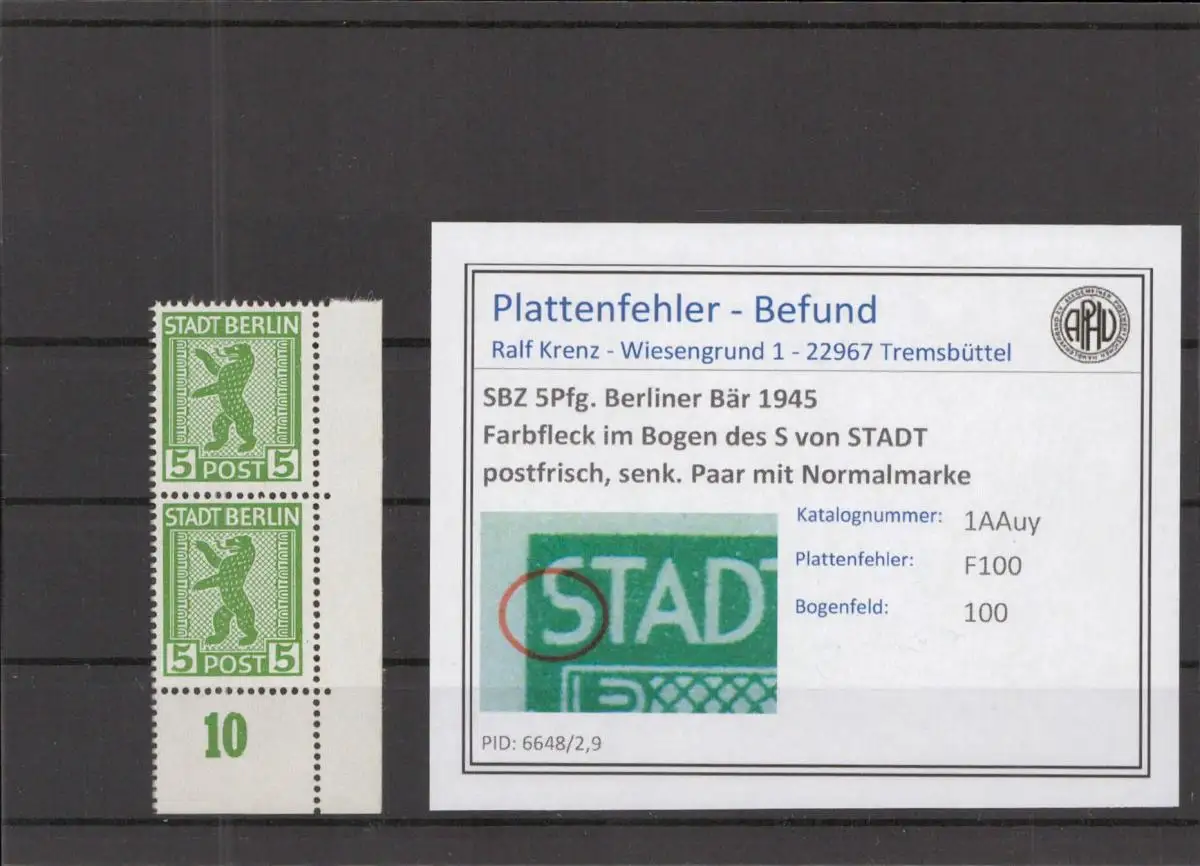 STADT BERLIN
5 POST 5
STADT BERLIN
5 POST 5
10
Plattenfehler - Befund
Ralf Krenz - Wiesengrund 1 - 22967 Tremsbüttel
APHV
SBZ 5Pfg. Berliner Bär 1945
Farbfleck im Bogen des S von STADT
postfrisch, senk. Paar mit Normalmarke
STADT
Katalognummer: 1AAuy
Plattenfehler: F100
Bogenfeld: 100
PID: 6648/2,9